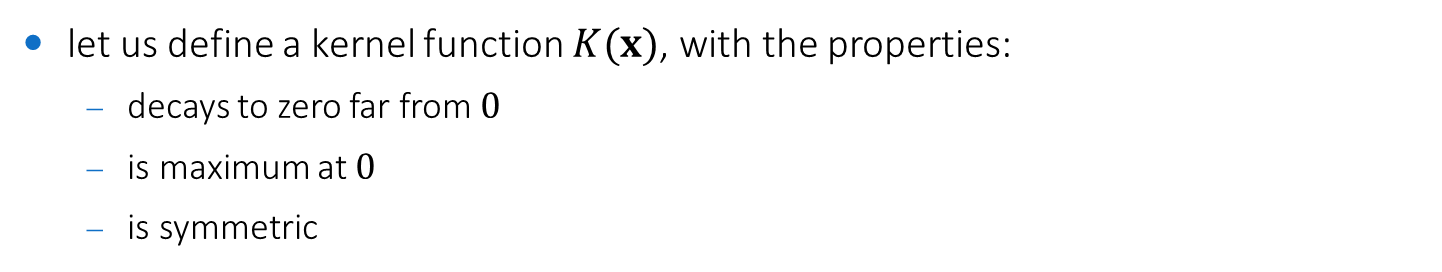 • let us define a kernel function K(x), with the properties:
– decays to zero far from 0
– is maximum at 0
– is symmetric